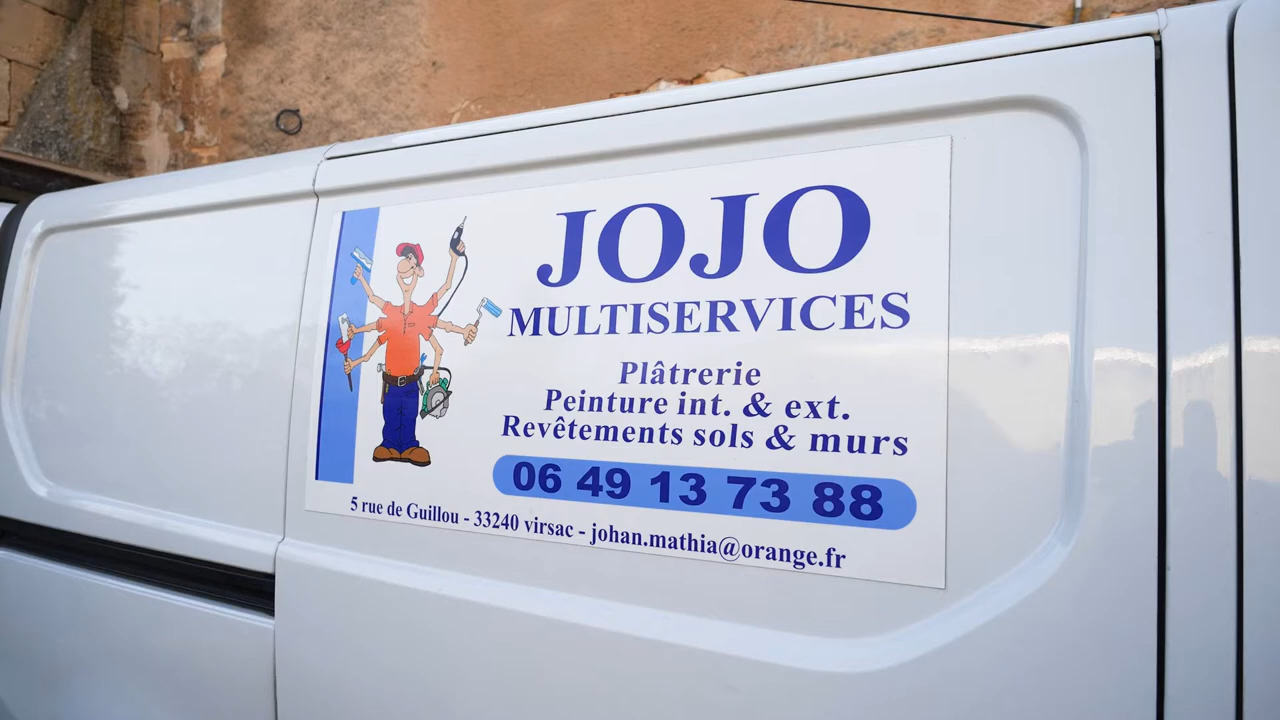 JOJO
MULTISERVICES
Plâtrerie
Peinture int. & ext.
Revêtements sols & murs
06 49 13 73 88
5 rue de Guillou - 33240 virsac - johan.mathia@orange.fr